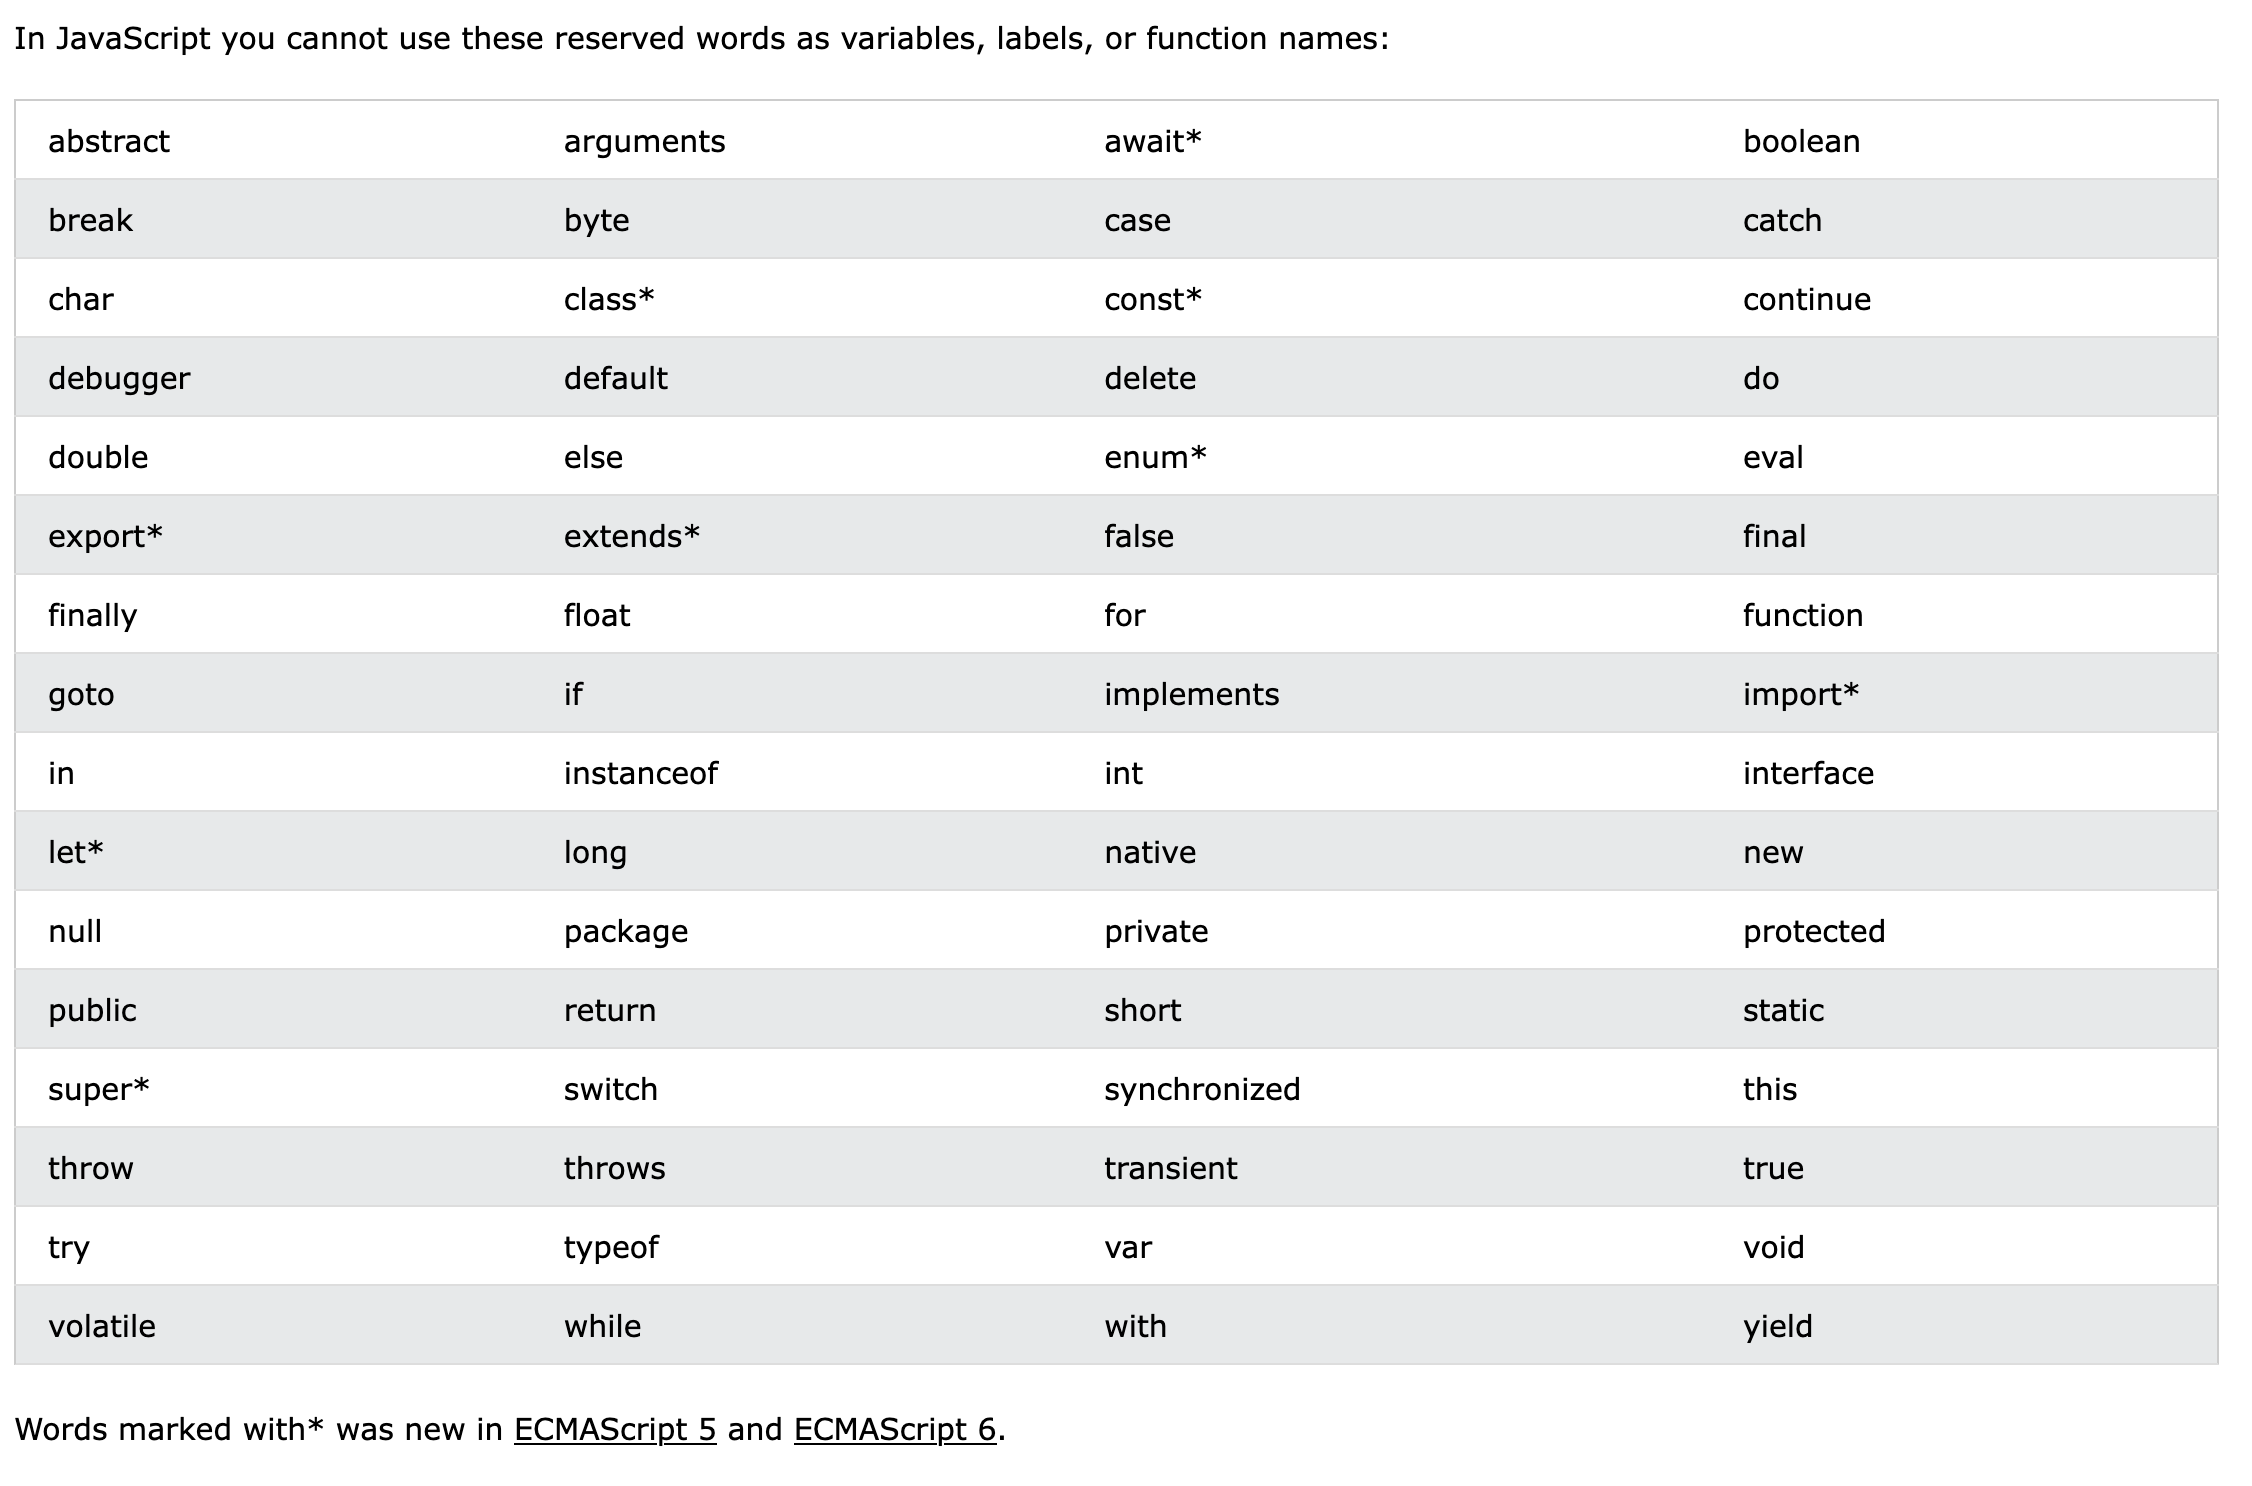 In JavaScript you cannot use these reserved words as variables, labels, or function names:
abstract arguments await* boolean
break byte case catch
char class* const* continue
debugger default delete do
double else enum* eval
export* extends* false final
finally float for function
goto if implements import*
in instanceof int interface
let* long native new
null package private protected
public return short static
super* switch synchronized this
throw throws transient true
try typeof var void
volatile while with yield
Words marked with* was new in ECMAScript 5 and ECMAScript 6.